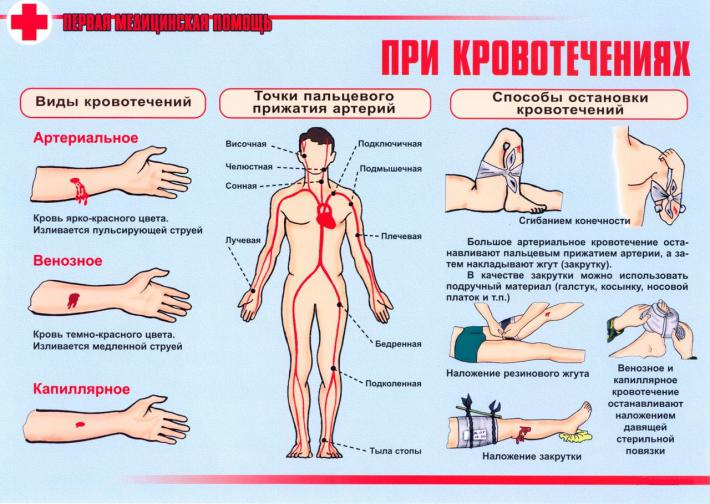 ПЕРВАЯ МЕДИЦИНСКАЯ ПОМОЩЬ
ПРИ КРОВОТЕЧЕНИЯХ
Виды кровотечений
Артериальное
Кровь ярко-красного цвета.
Изливается пульсирующей струей
Венозное
Кровь темно-красного цвета.
Изливается медленной струей
Капиллярное
Точки пальцевого
прижатия артерий
Височная
Челюстная
Сонная
Лучевая
Подключичная
Подмышечная
Плечевая
Бедренная
Подколенная
Тыла стопы
Способы остановки
кровотечений
Сгибанием конечности
Большое артериальное кровотечение оста-
навливают пальцевым прижатием артерии, а за-
тем накладывают жгут (закрутку).
В качестве закрутки можно использовать
подручный материал (галстук, косынку, носовой
платок и т.п.)
Наложение резинового жгута
Наложение закрутки
Венозное и
капиллярное
кровотечение
останавливают
наложением
давящей
стерильной
повязки